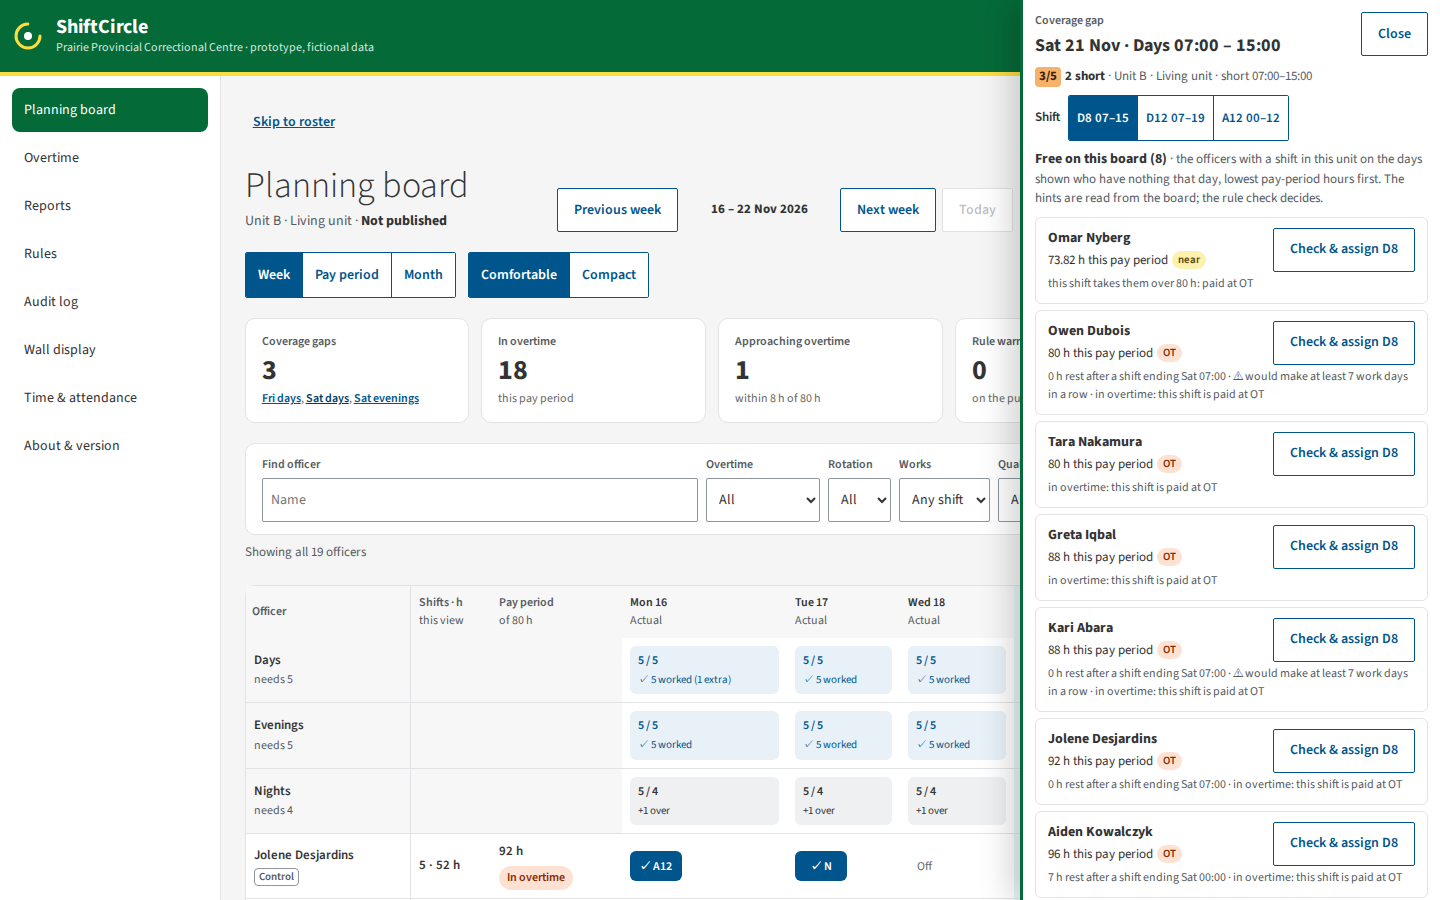 ShiftCircle
Prairie Provincial Correctional Centre · prototype, fictional data
Planning board
Overtime
Reports
Rules
Audit log
Wall display
Time & attendance
About & version
Skip to roster
Planning board
Unit B · Living unit · Not published
Previous week
16 – 22 Nov 2026
Next week
Today
Week
Pay period
Month
Comfortable
Compact
Coverage gaps
3
Fri days, Sat days, Sat evenings
In overtime
18
this pay period
Approaching overtime
1
within 8 h of 80 h
Rule warn
0
on the pu
Find officer
Name
Overtime
All
Rotation
All
Works
Any shift
Qua
A
Showing all 19 officers
Officer
Shifts · h
this view
Pay period
of 80 h
Mon 16
Actual
Tue 17
Actual
Wed 18
Actual
Days
needs 5
5 / 5
✓ 5 worked (1 extra)
5 / 5
✓ 5 worked
5 / 5
✓ 5 worked
Evenings
needs 5
5 / 5
✓ 5 worked
5 / 5
✓ 5 worked
5 / 5
✓ 5 worked
Nights
needs 4
5 / 4
+1 over
5 / 4
+1 over
5 / 4
+1 over
Jolene Desjardins
Control
5 · 52 h
92 h
In overtime
✓ A12
✓ N
Off
Coverage gap
Sat 21 Nov · Days 07:00 – 15:00
Close
3/5 2 short · Unit B · Living unit · short 07:00–15:00
Shift
D8 07–15
D12 07–19
A12 00–12
Free on this board (8) · the officers with a shift in this unit on the days
shown who have nothing that day, lowest pay-period hours first. The
hints are read from the board; the rule check decides.
Omar Nyberg
73.82 h this pay period near
this shift takes them over 80 h: paid at OT
Check & assign D8
Owen Dubois
80 h this pay period OT
0 h rest after a shift ending Sat 07:00 · ⚠ would make at least 7 work days
in a row · in overtime: this shift is paid at OT
Check & assign D8
Tara Nakamura
80 h this pay period OT
in overtime: this shift is paid at OT
Check & assign D8
Greta Iqbal
88 h this pay period OT
in overtime: this shift is paid at OT
Check & assign D8
Kari Abara
88 h this pay period OT
0 h rest after a shift ending Sat 07:00 · ⚠ would make at least 7 work days
in a row · in overtime: this shift is paid at OT
Check & assign D8
Jolene Desjardins
92 h this pay period OT
0 h rest after a shift ending Sat 07:00 · in overtime: this shift is paid at OT
Check & assign D8
Aiden Kowalczyk
96 h this pay period OT
7 h rest after a shift ending Sat 00:00 · in overtime: this shift is paid at OT
Check & assign D8